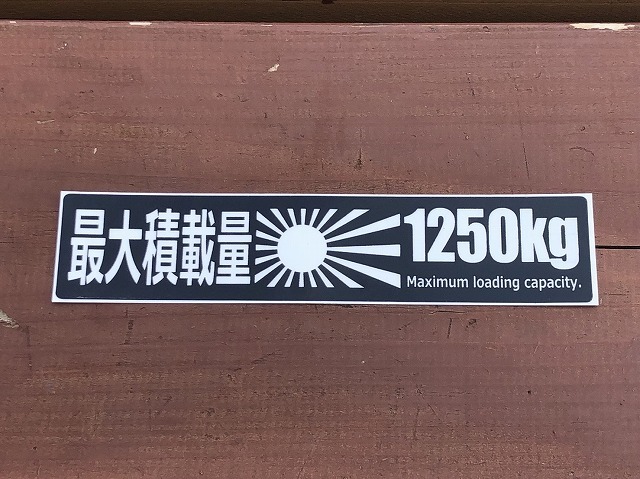 最大積載量 1250kg
Maximum loading capacity.